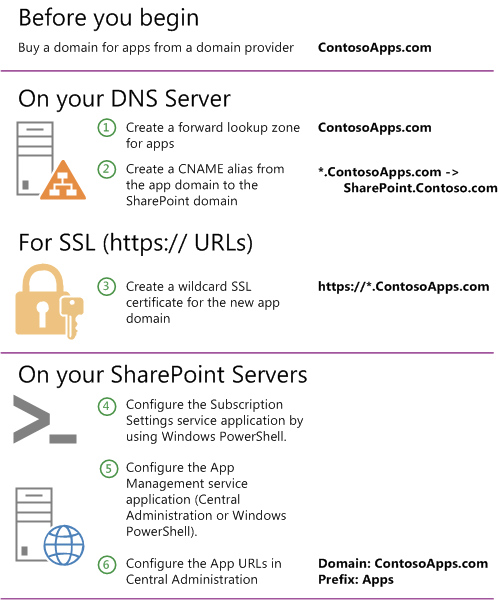 Before you begin
Buy a domain for apps from a domain provider ContosoApps.com
On your DNS Server
1 Create a forward lookup zone ContosoApps.com
for apps
2 Create a CNAME alias from *.ContosoApps.com ->
the app domain to the SharePoint.Contoso.com
SharePoint domain
For SSL (https:// URLs)
3 Create a wildcard SSL https://*.ContosoApps.com
certificate for the new app
domain
On your SharePoint Servers
4 Configure the Subscription
Settings service application by
using Windows PowerShell.
5 Configure the App
Management service
application (Central
Administration or Windows
PowerShell).
6 Configure the App URLs in Domain: ContosoApps.com
Central Administration Prefix: Apps